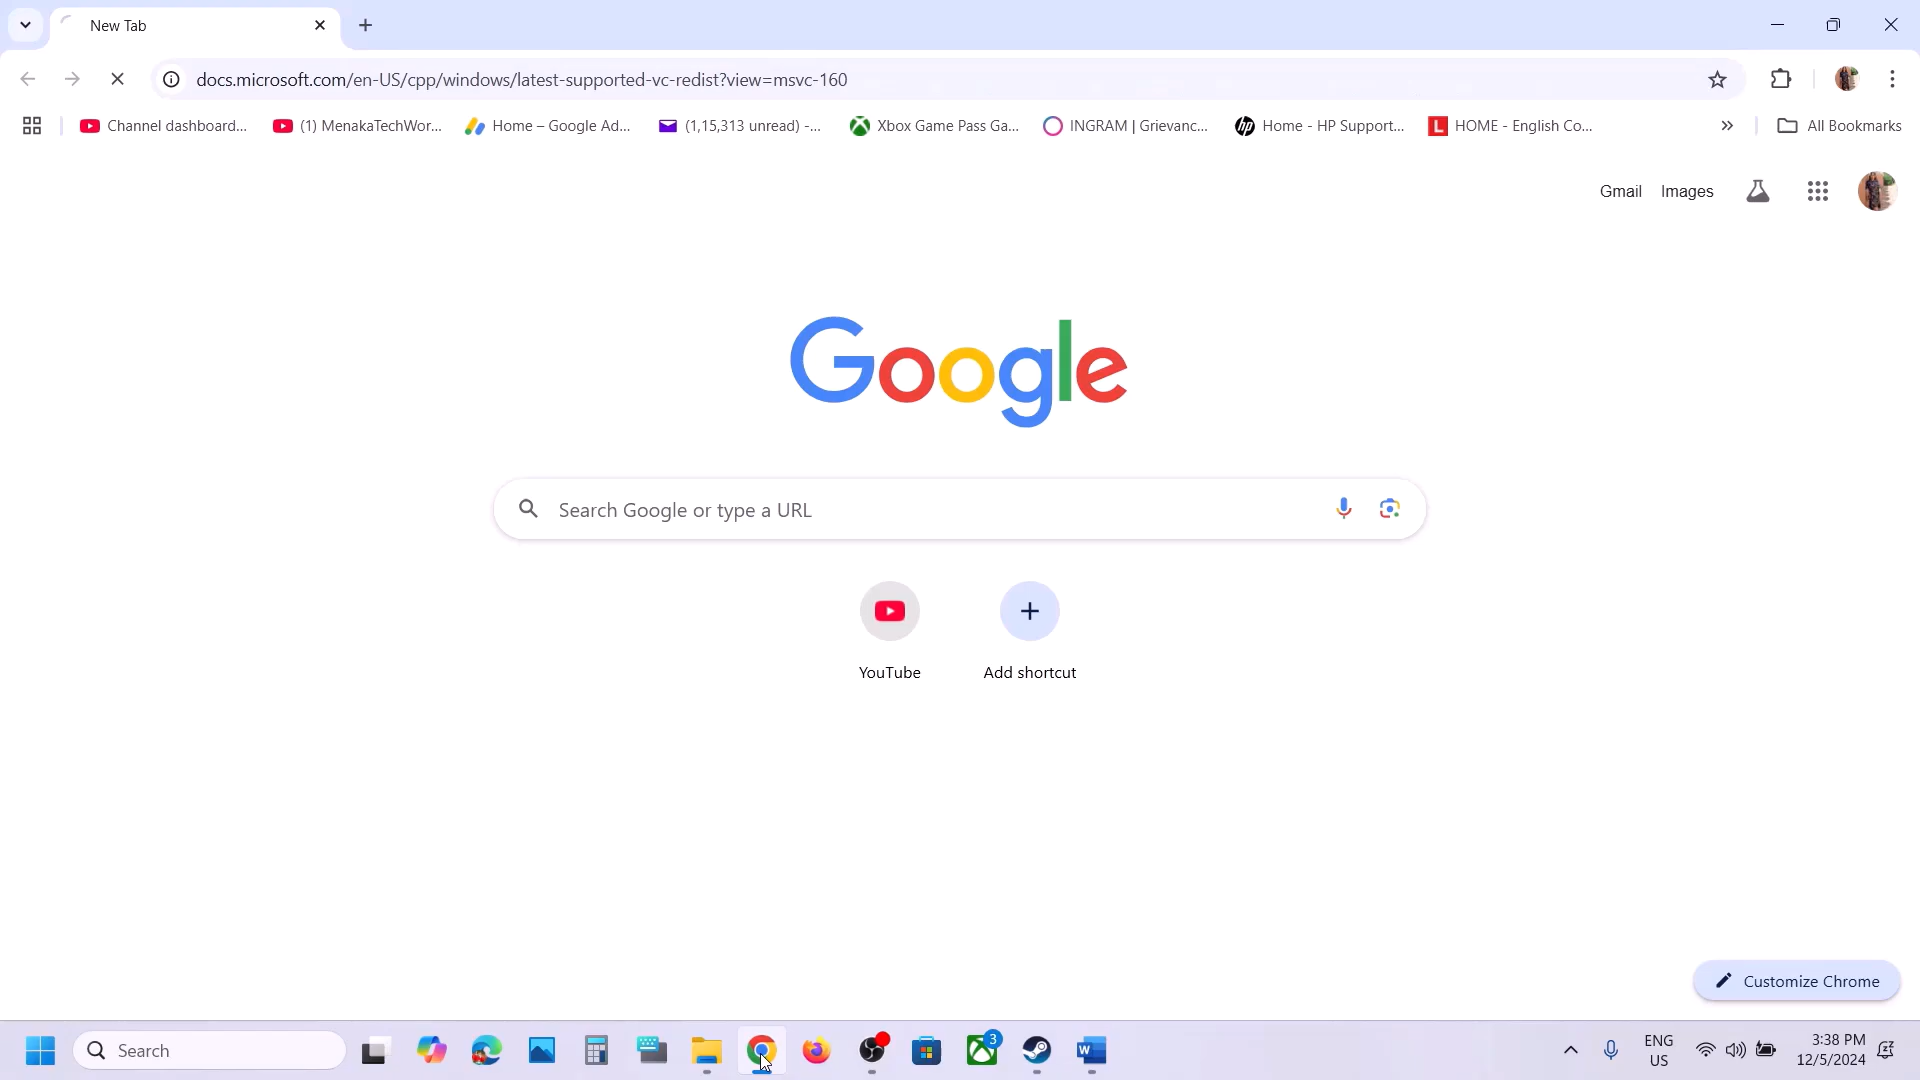 New Tab
docs.microsoft.com/en-US/cpp/windows/latest-supported-vc-redist?view=msvc-160
Channel dashboard... (1) MenakaTechWor... Home – Google Ad... (1,15,313 unread) -... Xbox Game Pass Ga... INGRAM | Grievanc... hp Home - HP Support... L HOME - English Co... » All Bookmarks
Gmail Images
Google
Search Google or type a URL
YouTube Add shortcut
Customize Chrome
Search
3
W
ENG
US
3:38 PM
12/5/2024